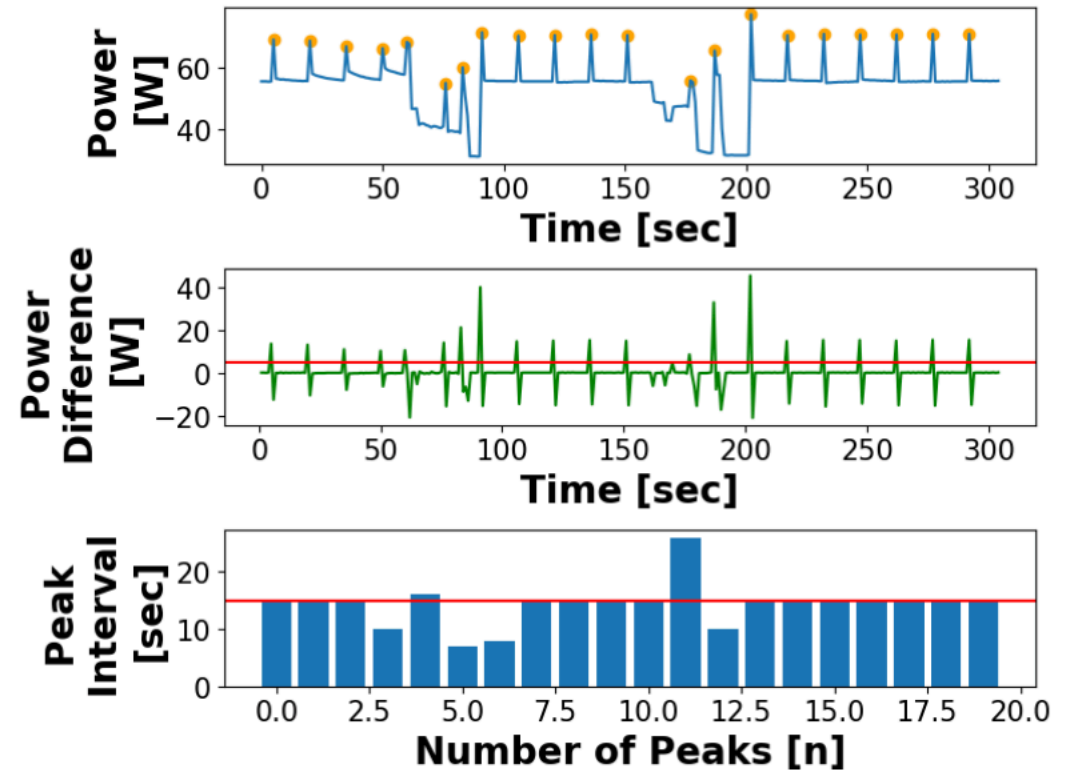 Power
[W]
60
40
0 50 100 150 200 250 300
Time [sec]
Power
Difference
[W]
40
20
0
−20
0 50 100 150 200 250 300
Time [sec]
Peak
Interval
[sec]
20
10
0
0.0 2.5 5.0 7.5 10.0 12.5 15.0 17.5 20.0
Number of Peaks [n]